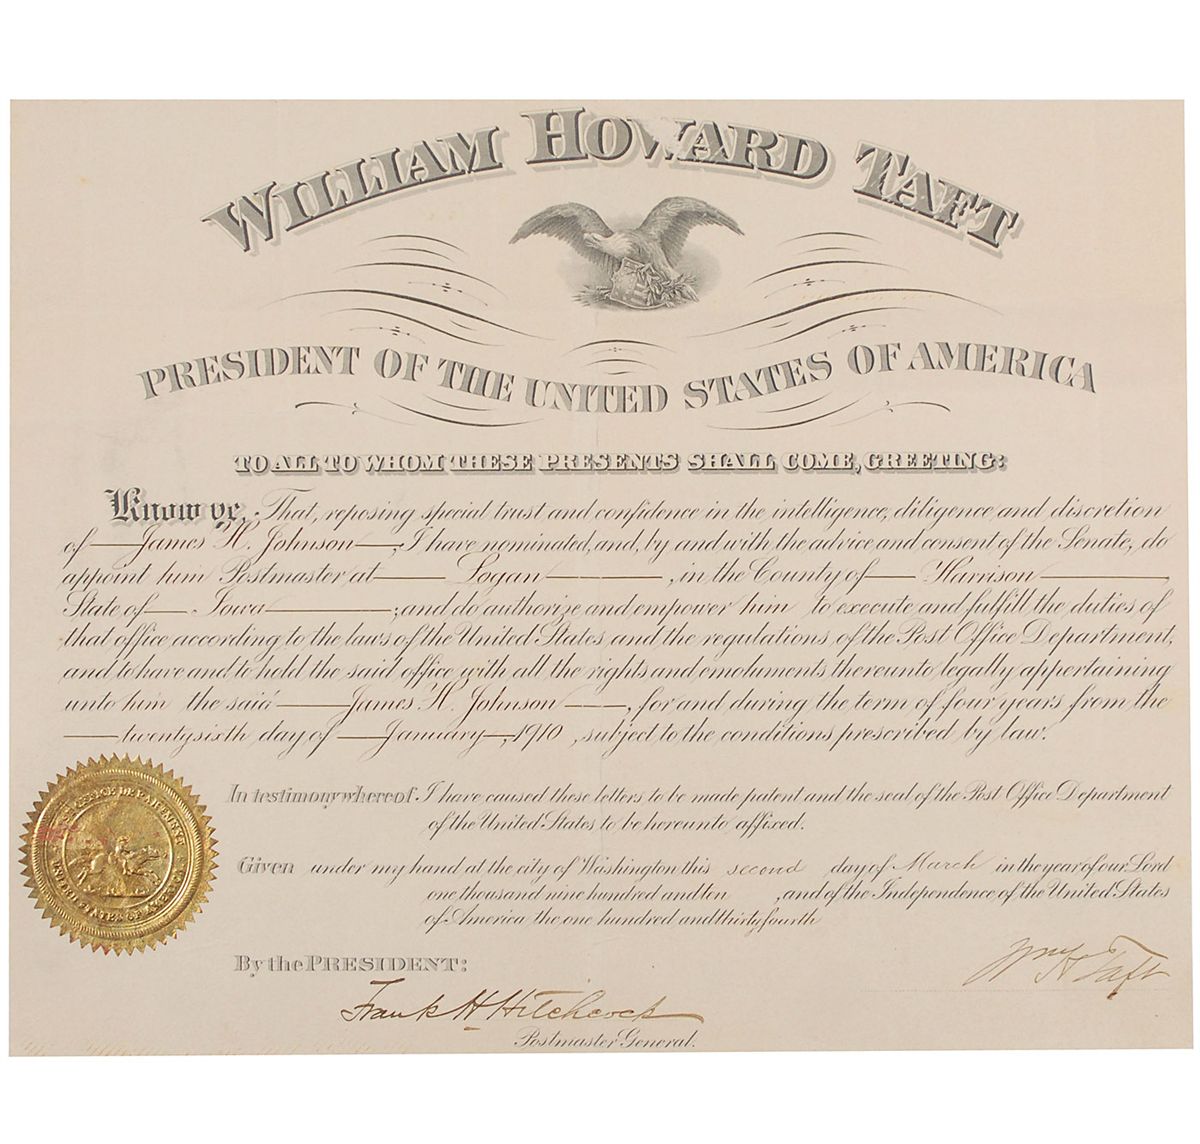 WILLIAM HOWARD TAFT
PRESIDENT OF THE UNITED STATES OF AMERICA
TO ALL TO WHOM THESE PRESENTS SHALL COME, GREETING:
Know ye, That, reposing special trust and confidence in the intelligence, diligence and discretion
of James H. Johnson, I have nominated, and, by and with the advice and consent of the Senate, do
appoint him Postmaster at Logan, in the County of Harrison,
State of Iowa; and do authorize and empower him to execute and fulfill the duties of
that office according to the laws of the United States and the regulations of the Post Office Department,
and to have and to hold the said office with all the rights and emoluments thereunto legally appertaining
unto him the said James H. Johnson, for and during the term of four years from the
twentysixth day of January, 1910, subject to the conditions prescribed by law.
In testimony whereof I have caused these letters to be made patent and the seal of the Post Office Department
of the United States to be hereunto affixed.
Given under my hand at the city of Washington this second day of March in the year of our Lord
one thousand nine hundred and ten, and of the Independence of the United States
of America the one hundred and thirty fourth
POST OFFICE DEPARTMENT
UNITED STATES OF AMERICA
By the PRESIDENT:
Wm H Taft
Frank H. Hitchcock
Postmaster General.